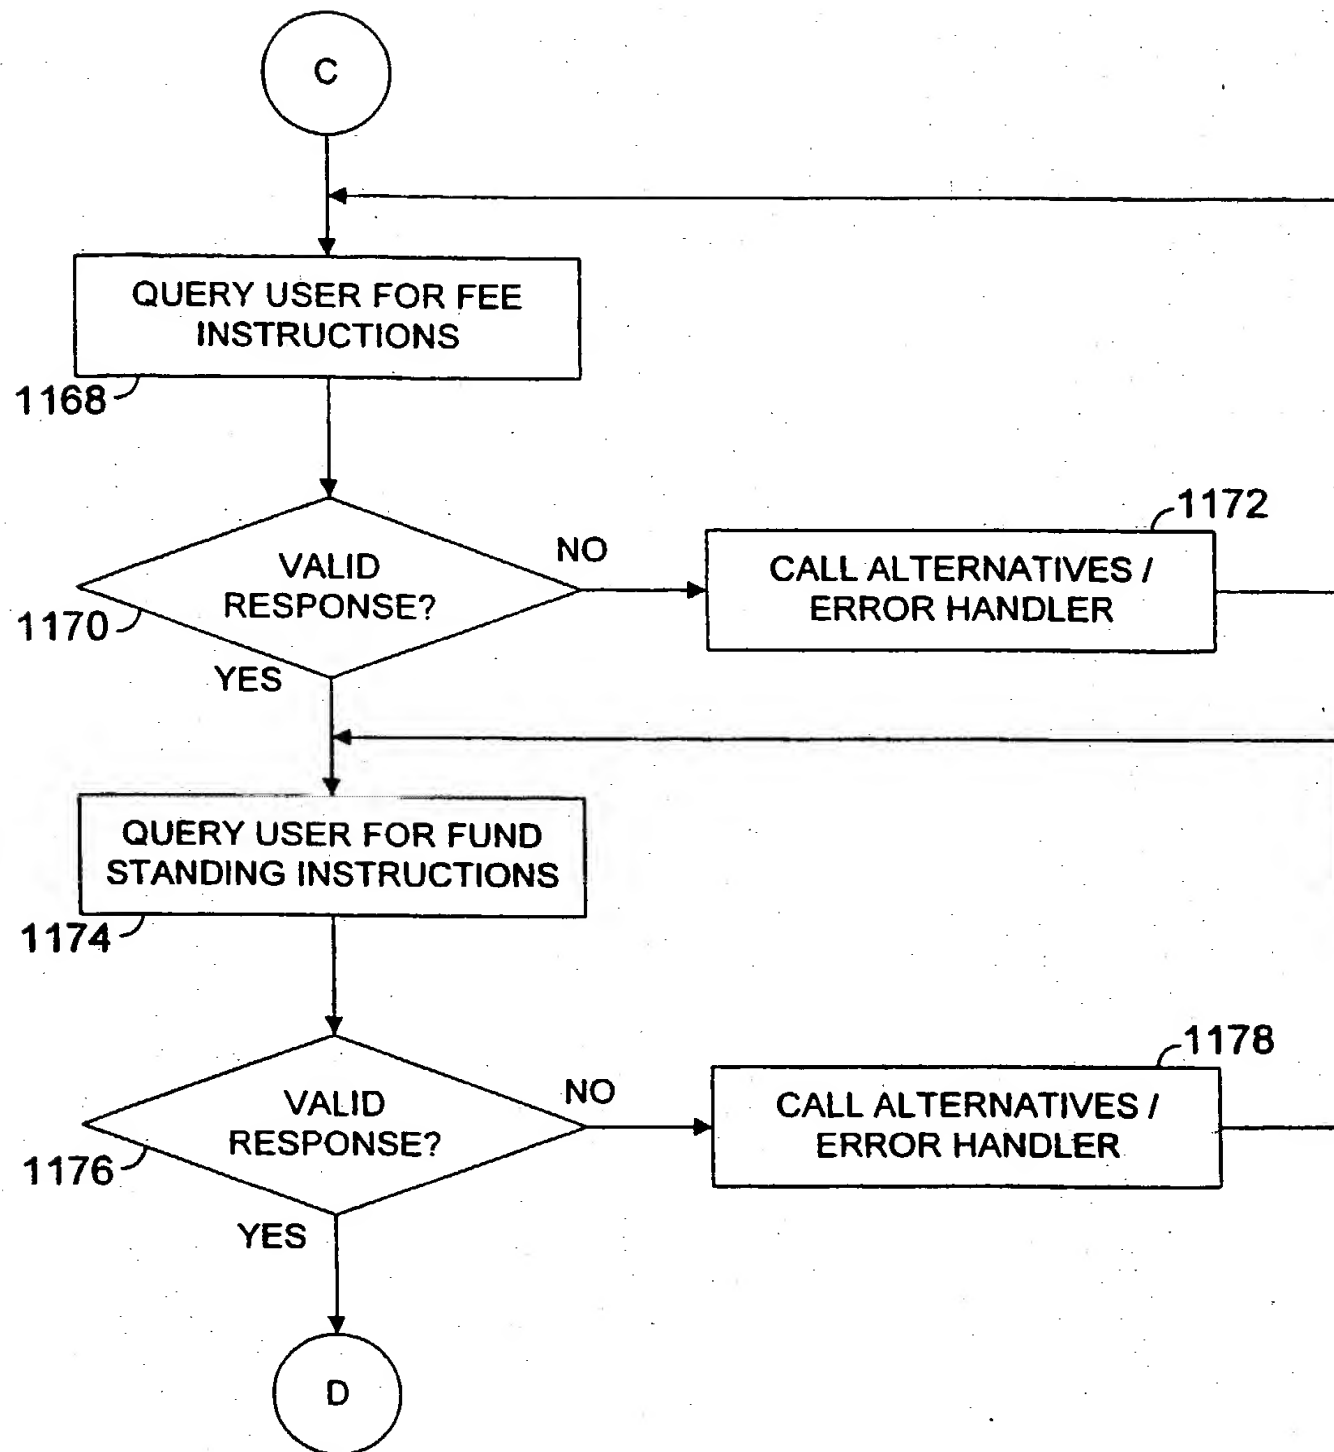 C
QUERY USER FOR FEE
INSTRUCTIONS
1168
VALID
RESPONSE?
1170
NO
YES
1172
CALL ALTERNATIVES /
ERROR HANDLER
QUERY USER FOR FUND
STANDING INSTRUCTIONS
1174
VALID
RESPONSE?
1176
NO
YES
1178
CALL ALTERNATIVES /
ERROR HANDLER
D